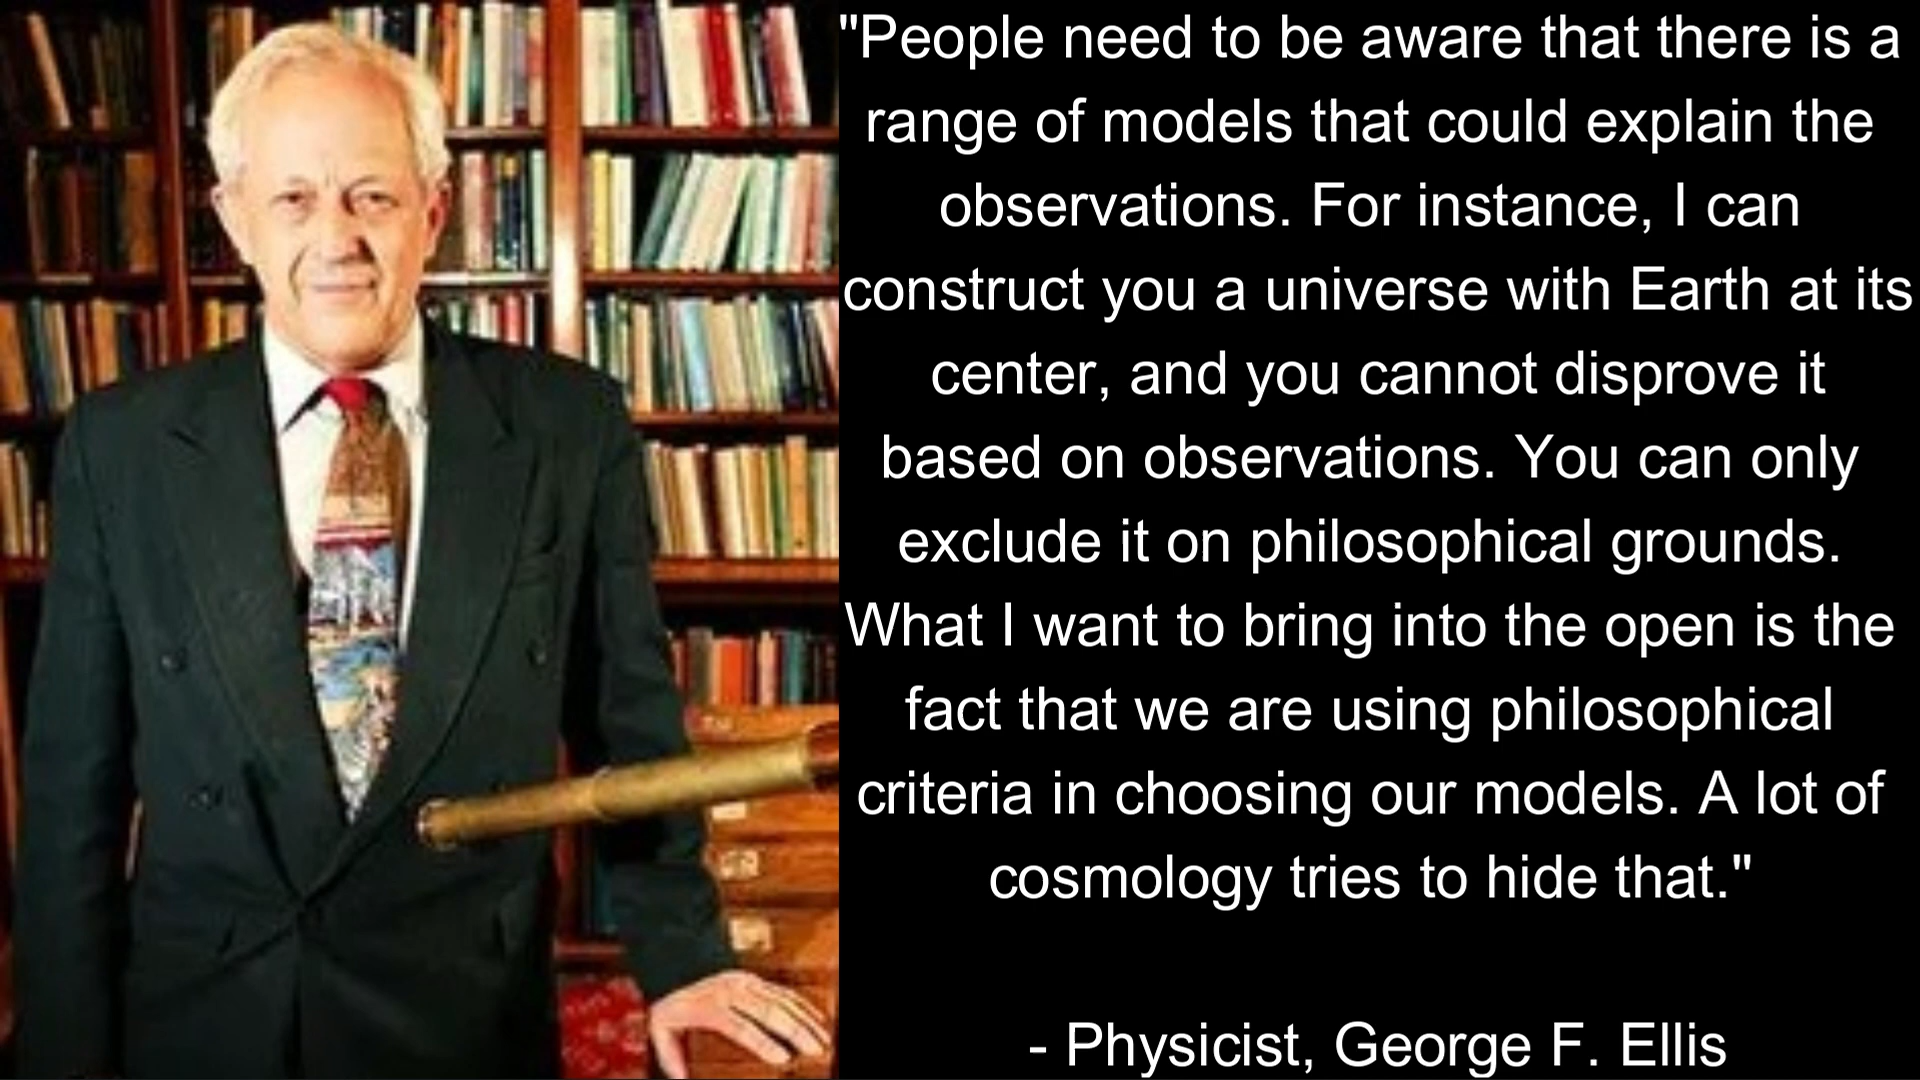 "People need to be aware that there is a
range of models that could explain the
observations. For instance, I can
construct you a universe with Earth at its
center, and you cannot disprove it
based on observations. You can only
exclude it on philosophical grounds.
What I want to bring into the open is the
fact that we are using philosophical
criteria in choosing our models. A lot of
cosmology tries to hide that."
- Physicist, George F. Ellis